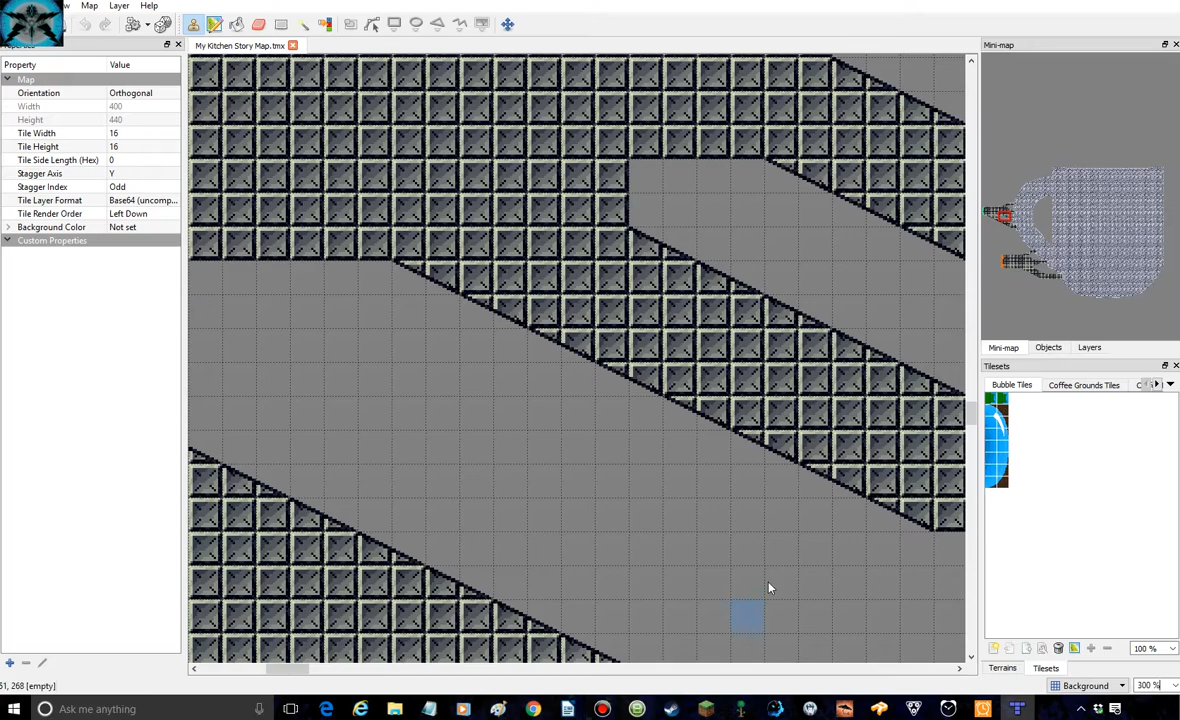 Map Layer Help
My Kitchen Story Map.tmx
Mini-map
Property Value
Map
Orientation Orthogonal
Width 400
Height 440
Tile Width 16
Tile Height 16
Tile Side Length (Hex) 0
Stagger Axis Y
Stagger Index Odd
Tile Layer Format Base64 (uncomp...
Tile Render Order Left Down
Background Color Not set
Custom Properties
Mini-map Objects Layers
Tilesets
Bubble Tiles Coffee Grounds Tiles
100 %
Terrains Tilesets
51, 268 [empty]
Background 300 %
Ask me anything